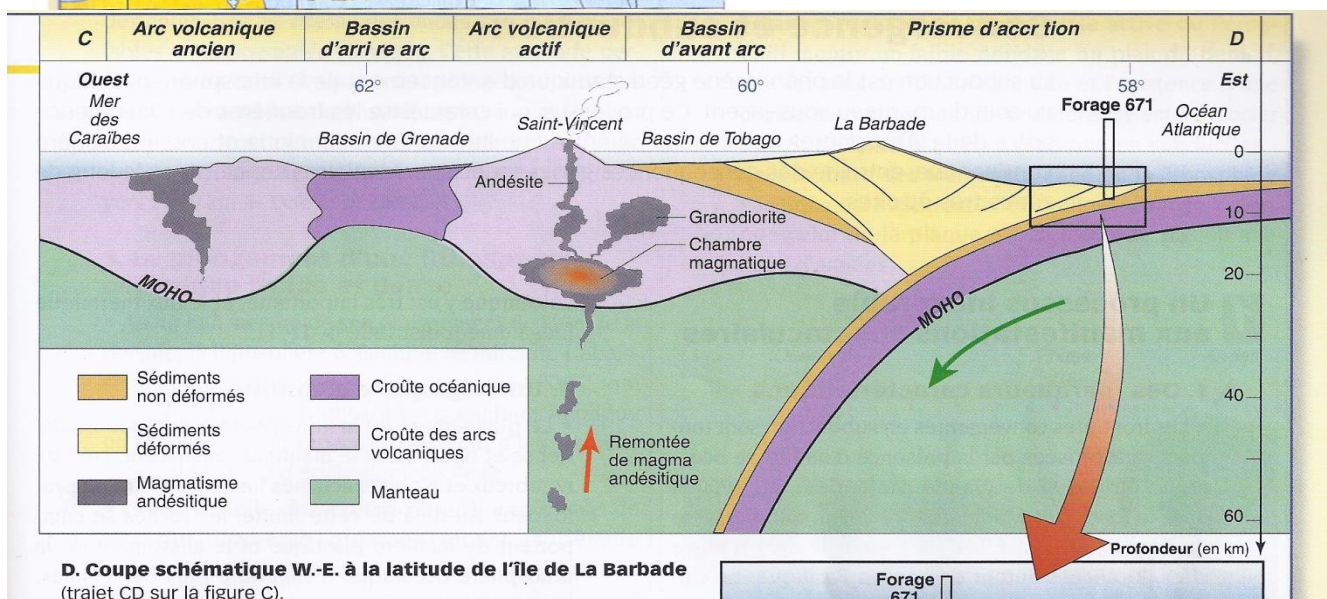 C
Arc volcanique
ancien
Bassin
d'arri re arc
Arc volcanique
actif
Bassin
d'avant arc
Prisme d'accr tion
D
Ouest
Mer
des
Caraïbes
62°
60°
58°
Est
Océan
Atlantique
Forage 671
Bassin de Grenade
Saint-Vincent
Bassin de Tobago
La Barbade
0
10
20
40
60
Andésite
Granodiorite
Chambre
magmatique
MOHO
MOHO
Sédiments
non déformés
Sédiments
déformés
Magmatisme
andésitique
Croûte océanique
Croûte des arcs
volcaniques
Manteau
Remontée
de magma
andésitique
Profondeur (en km)
D. Coupe schématique W.-E. à la latitude de l'île de La Barbade
(trajet CD sur la figure C).
Forage
671